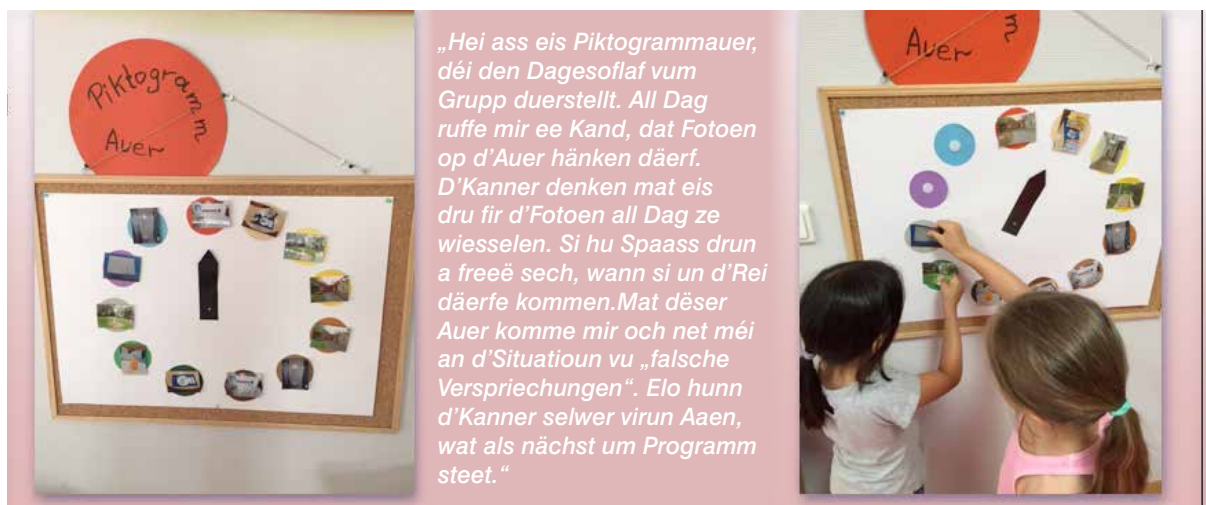 Piktogramm
Auer
„Hei ass eis Piktogrammauer,
déi den Dagesoflaf vum
Grupp duerstellt. All Dag
ruffe mir ee Kand, dat Fotoen
op d’Auer hänken däerf.
D’Kanner denken mat eis
dru fir d’Fotoen all Dag ze
wiesselen. Si hu Spaass drun
a freeë sech, wann si un d’Rei
däerfe kommen.Mat dëser
Auer komme mir och net méi
an d’Situatioun vu „falsche
Verspriechungen“. Elo hunn
d’Kanner selwer virun Aaen,
wat als nächst um Programm
steet.“
Auer